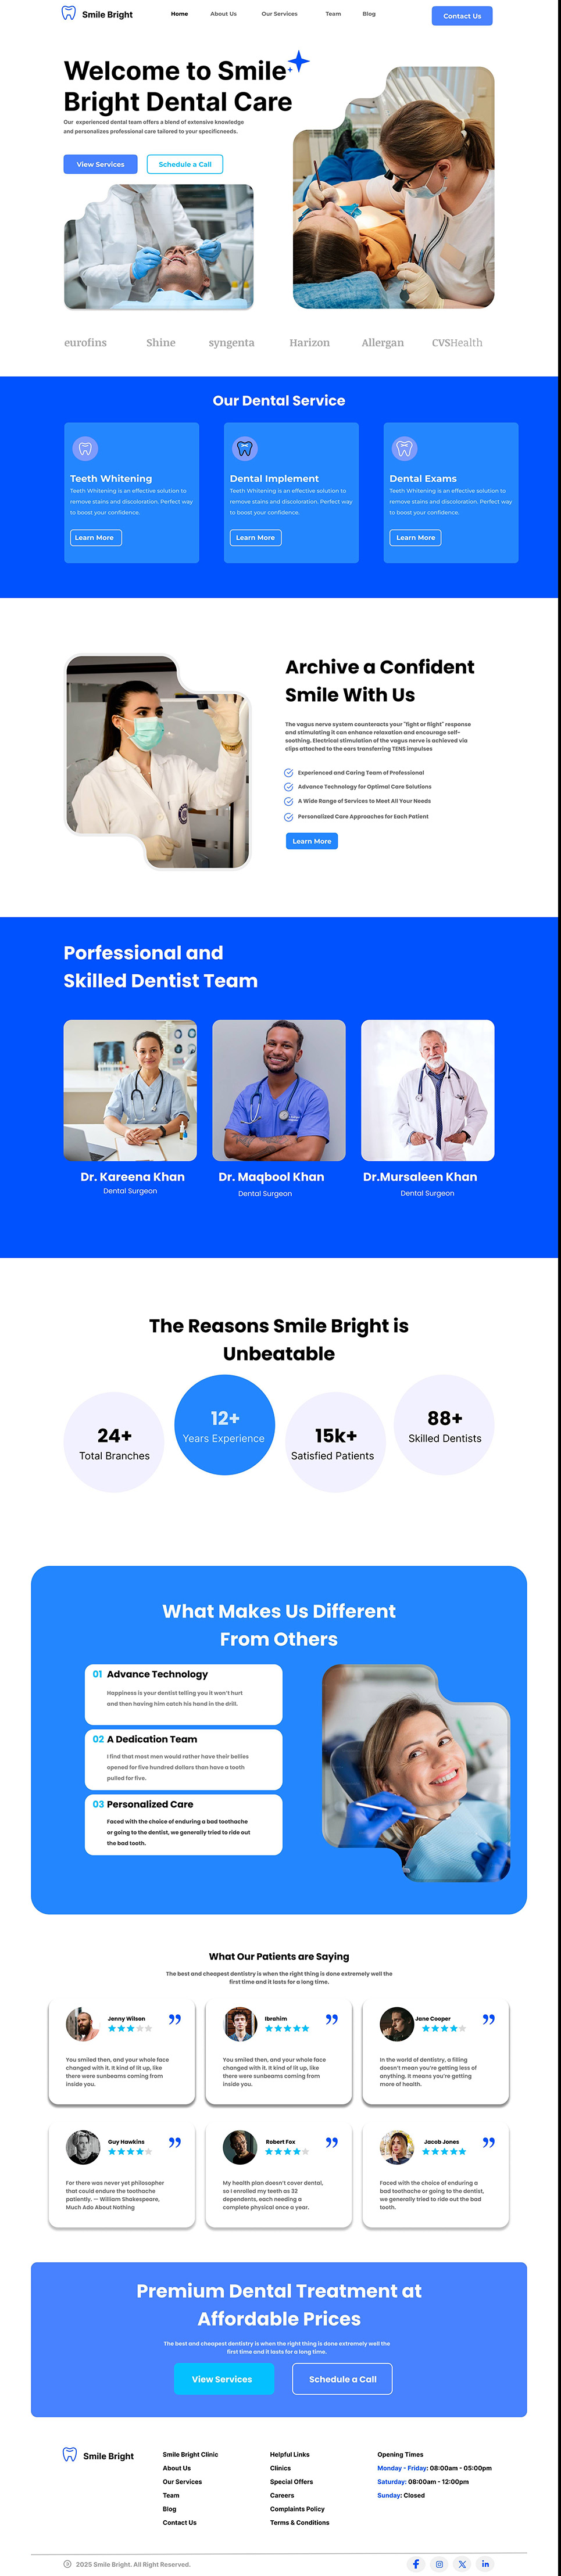 Smile Bright
Home
About Us
Our Services
Team
Blog
Contact Us
Welcome to Smile
Bright Dental Care
Our experienced dental team offers a blend of extensive knowledge
and personalizes professional care tailored to your specificneeds.
View Services
Schedule a Call
eurofins
Shine
syngenta
Harizon
Allergan
CVSHealth
Our Dental Service
Teeth Whitening
Teeth Whitening is an effective solution to
remove stains and discoloration. Perfect way
to boost your confidence.
Learn More
Dental Implement
Teeth Whitening is an effective solution to
remove stains and discoloration. Perfect way
to boost your confidence.
Learn More
Dental Exams
Teeth Whitening is an effective solution to
remove stains and discoloration. Perfect way
to boost your confidence.
Learn More
Archive a Confident
Smile With Us
The vagus nerve system counteracts your "fight or flight" response
and stimulating it can enhance relaxation and encourage self-
soothing. Electrical stimulation of the vagus nerve is achieved via
clips attached to the ears transferring TENS impulses
Experienced and Caring Team of Professional
Advance Technology for Optimal Care Solutions
A Wide Range of Services to Meet All Your Needs
Personalized Care Approaches for Each Patient
Learn More
Porfessional and
Skilled Dentist Team
Dr. Kareena Khan
Dental Surgeon
Dr. Maqbool Khan
Dental Surgeon
Dr.Mursaleen Khan
Dental Surgeon
The Reasons Smile Bright is
Unbeatable
24+
Total Branches
12+
Years Experience
15k+
Satisfied Patients
88+
Skilled Dentists
What Makes Us Different
From Others
01 Advance Technology
Happiness is your dentist telling you it won't hurt
and then having him catch his hand in the drill.
02 A Dedication Team
I find that most men would rather have their bellies
opened for five hundred dollars than have a tooth
pulled for five.
03 Personalized Care
Faced with the choice of enduring a bad toothache
or going to the dentist, we generally tried to ride out
the bad tooth.
What Our Patients are Saying
The best and cheapest dentistry is when the right thing is done extremely well the
first time and it lasts for a long time.
Jenny Wilson
You smiled then, and your whole face
changed with it. It kind of lit up, like
there were sunbeams coming from
inside you.
Ibrahim
You smiled then, and your whole face
changed with it. It kind of lit up, like
there were sunbeams coming from
inside you.
Jane Cooper
In the world of dentistry, a filling
doesn't mean you're getting less of
anything. It means you're getting
more of health.
Guy Hawkins
For there was never yet philosopher
that could endure the toothache
patiently. — William Shakespeare,
Much Ado About Nothing
Robert Fox
My health plan doesn't cover dental,
so I enrolled my teeth as 32
dependents, each needing a
complete physical once a year.
Jacob Jones
Faced with the choice of enduring a
bad toothache or going to the dentist,
we generally tried to ride out the bad
tooth.
Premium Dental Treatment at
Affordable Prices
The best and cheapest dentistry is when the right thing is done extremely well the
first time and it lasts for a long time.
View Services
Schedule a Call
Smile Bright
Smile Bright Clinic
About Us
Our Services
Team
Blog
Contact Us
Helpful Links
Clinics
Special Offers
Careers
Complaints Policy
Terms & Conditions
Opening Times
Monday - Friday: 08:00am - 05:00pm
Saturday: 08:00am - 12:00pm
Sunday: Closed
2025 Smile Bright. All Right Reserved.